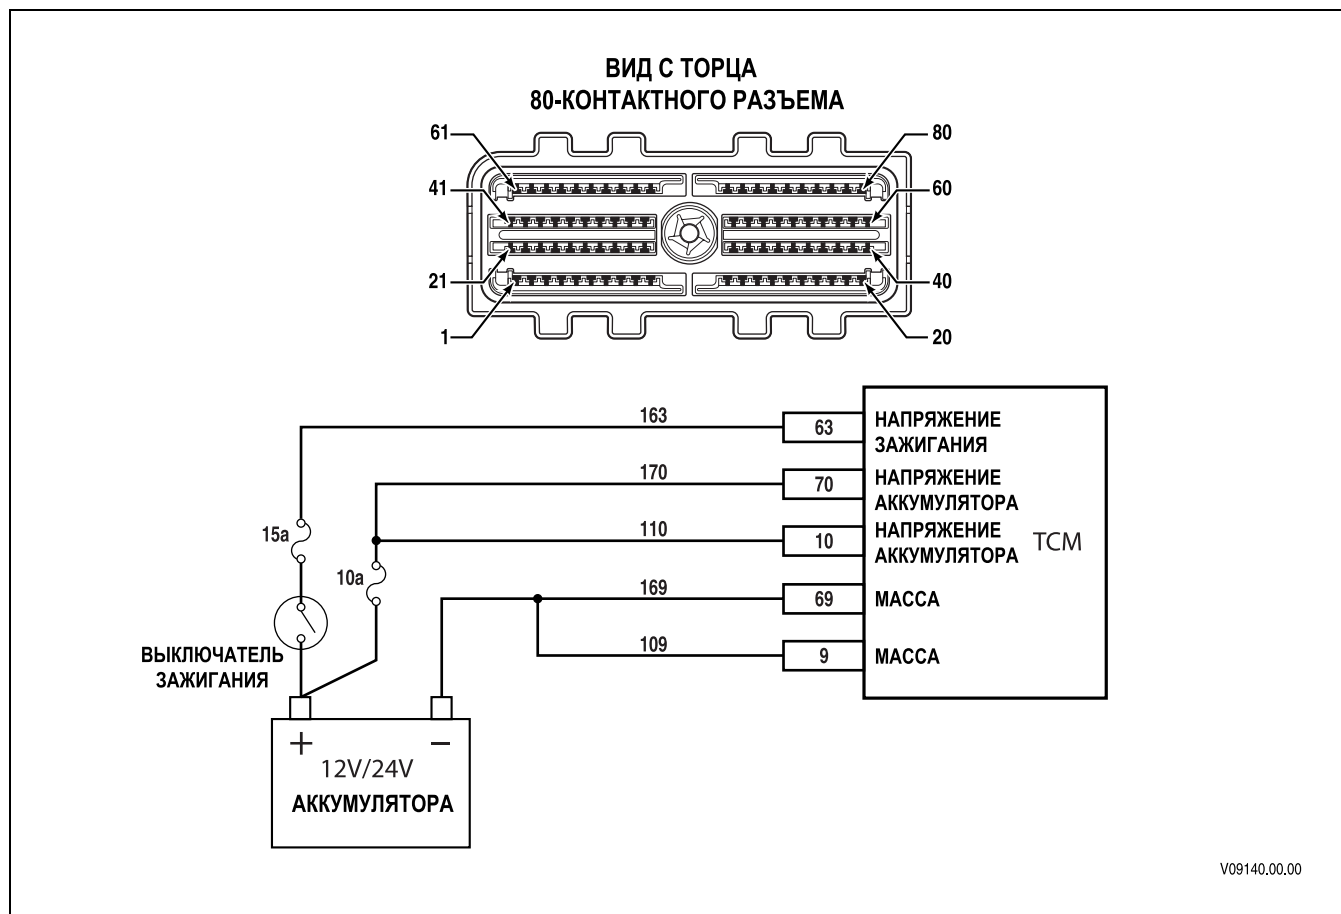 ВИД С ТОРЦА
80-КОНТАКТНОГО РАЗЪЕМА
61
80
41
60
21
40
1
20
163
63
НАПРЯЖЕНИЕ
ЗАЖИГАНИЯ
170
70
НАПРЯЖЕНИЕ
АККУМУЛЯТОРА
15a
110
10
НАПРЯЖЕНИЕ
АККУМУЛЯТОРА
TCM
10a
169
69
МАССА
109
9
МАССА
ВЫКЛЮЧАТЕЛЬ
ЗАЖИГАНИЯ
+
−
12V/24V
АККУМУЛЯТОРА
V09140.00.00